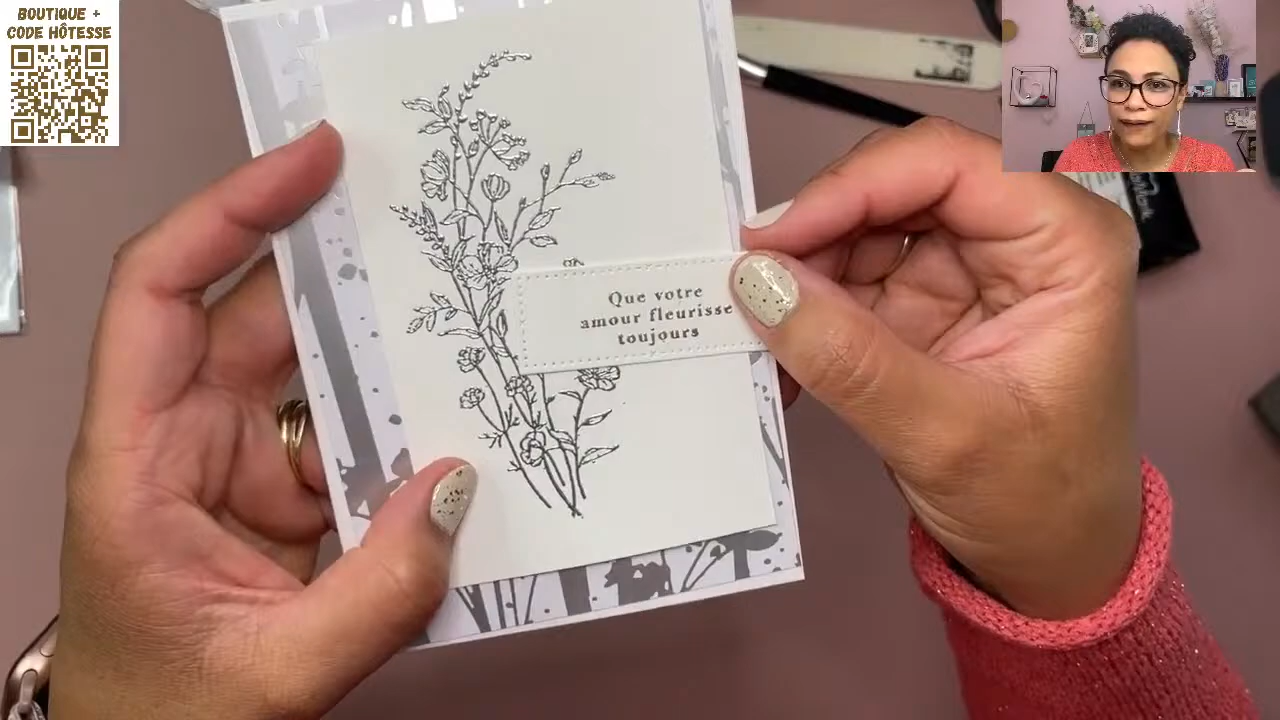 BOUTIQUE +
CODE HÔTESSE
Que votre
amour fleurisse
toujours